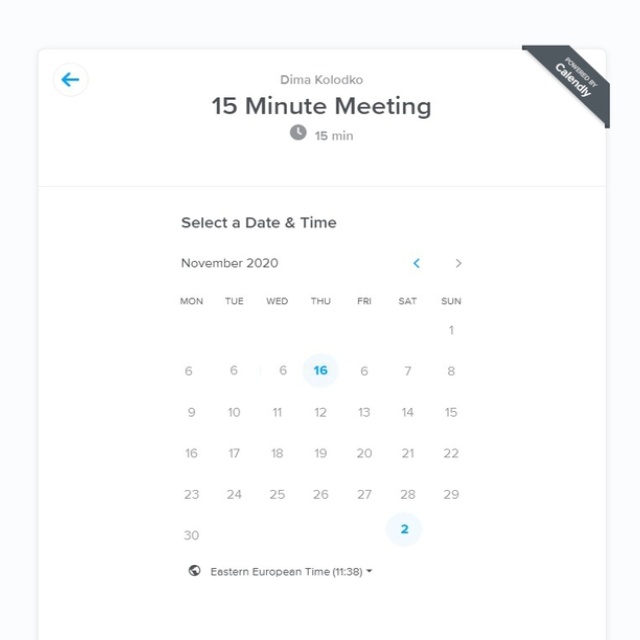 POWERED BY
Calendly
Dima Kolodko
15 Minute Meeting
15 min
Select a Date & Time
November 2020
MON TUE WED THU FRI SAT SUN
1
6 6 6 16 6 7 8
9 10 11 12 13 14 15
16 17 18 19 20 21 22
23 24 25 26 27 28 29
30 2
Eastern European Time (11:38)